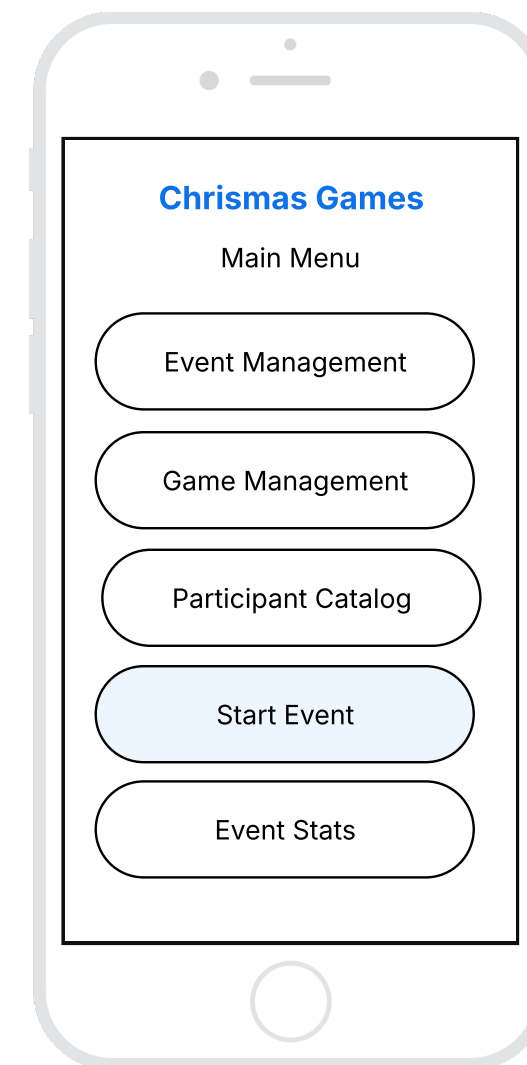 Chrismas Games
Main Menu
Event Management
Game Management
Participant Catalog
Start Event
Event Stats